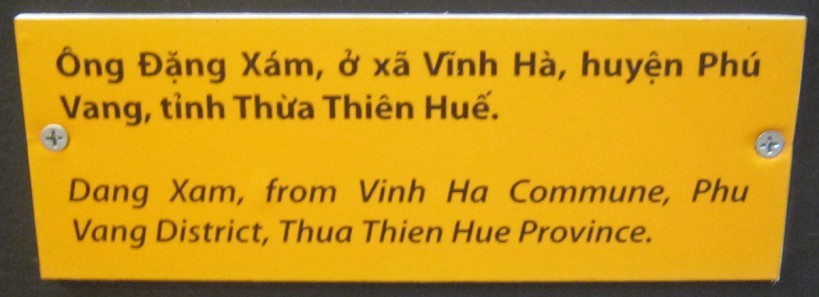 Ông Đặng Xám, ở xã Vĩnh Hà, huyện Phú
Vang, tỉnh Thừa Thiên Huế.
Dang Xam, from Vinh Ha Commune, Phu
Vang District, Thua Thien Hue Province.